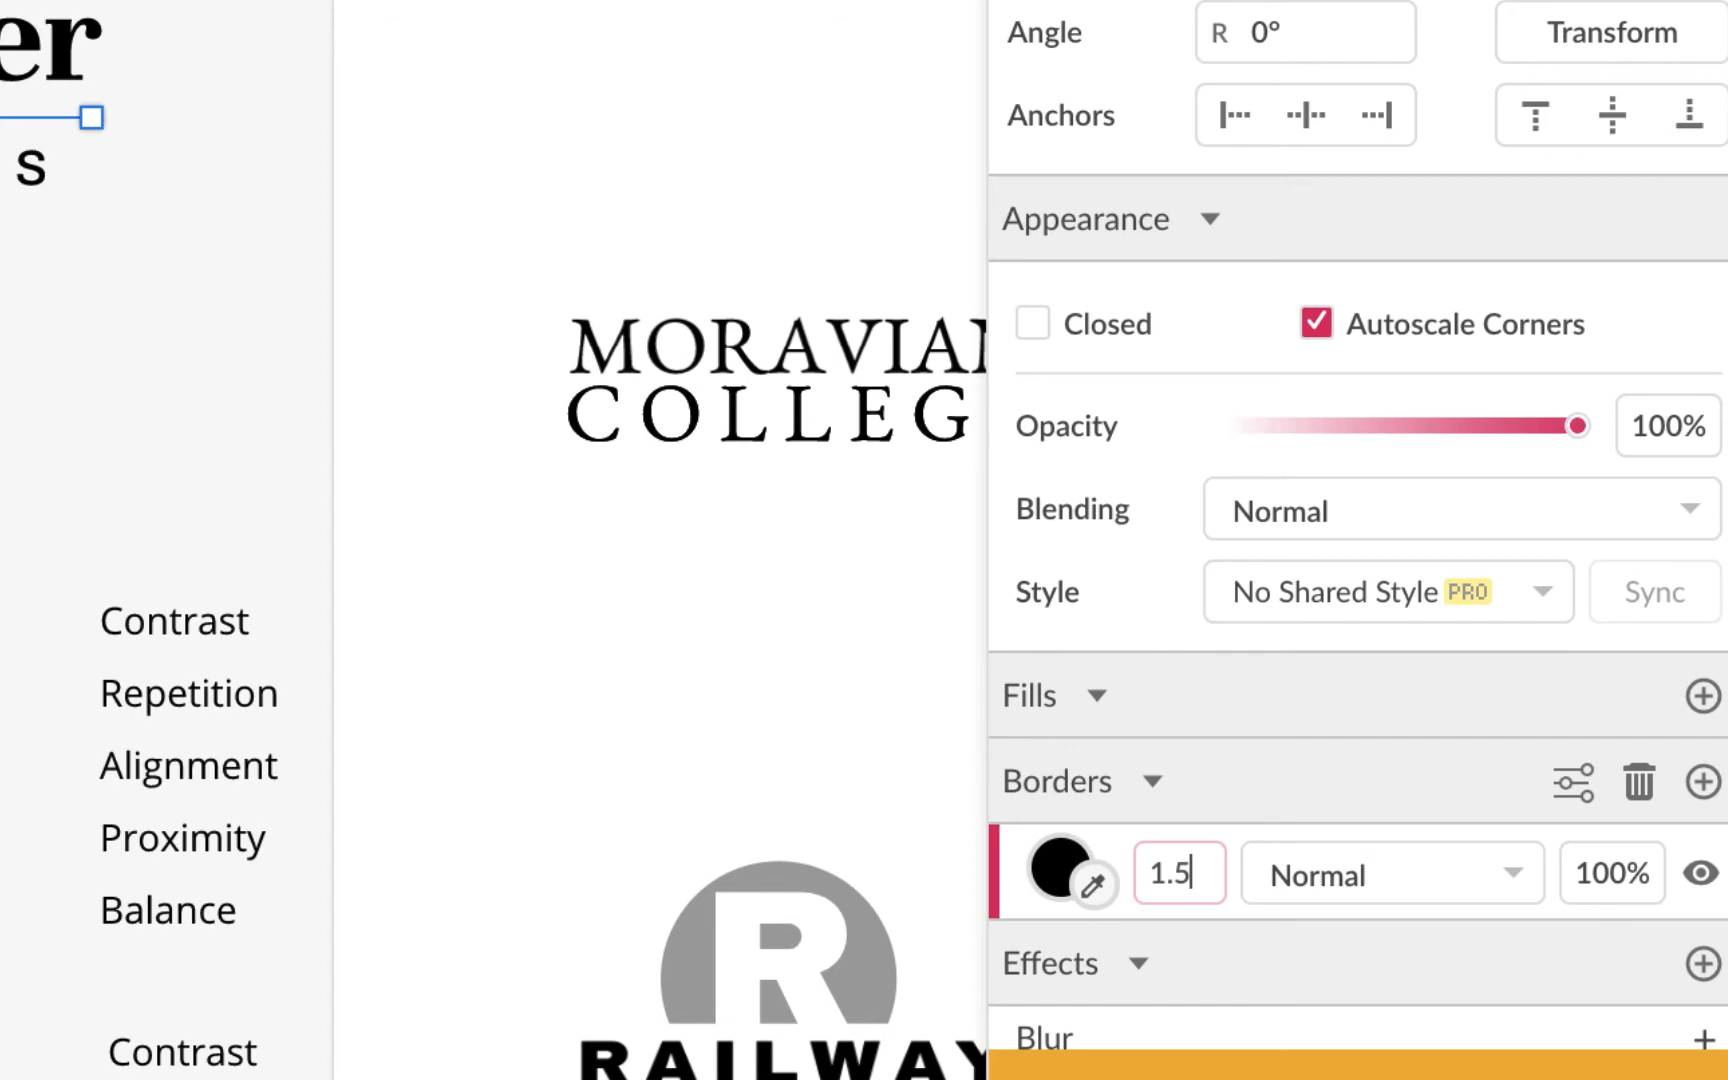 er
s
Contrast
Repetition
Alignment
Proximity
Balance
Contrast
MORAVIAN
COLLEG
R
RAILWAY
Angle R 0° Transform
Anchors
Appearance
Closed Autoscale Corners
Opacity 100%
Blending Normal
Style No Shared Style PRO Sync
Fills
Borders
1.5 Normal 100%
Effects
Blur